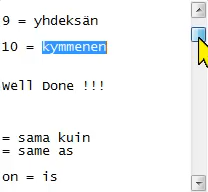 9 = yhdeksän
10 = kymmenen
Well Done !!!
= sama kuin
= same as
on = is